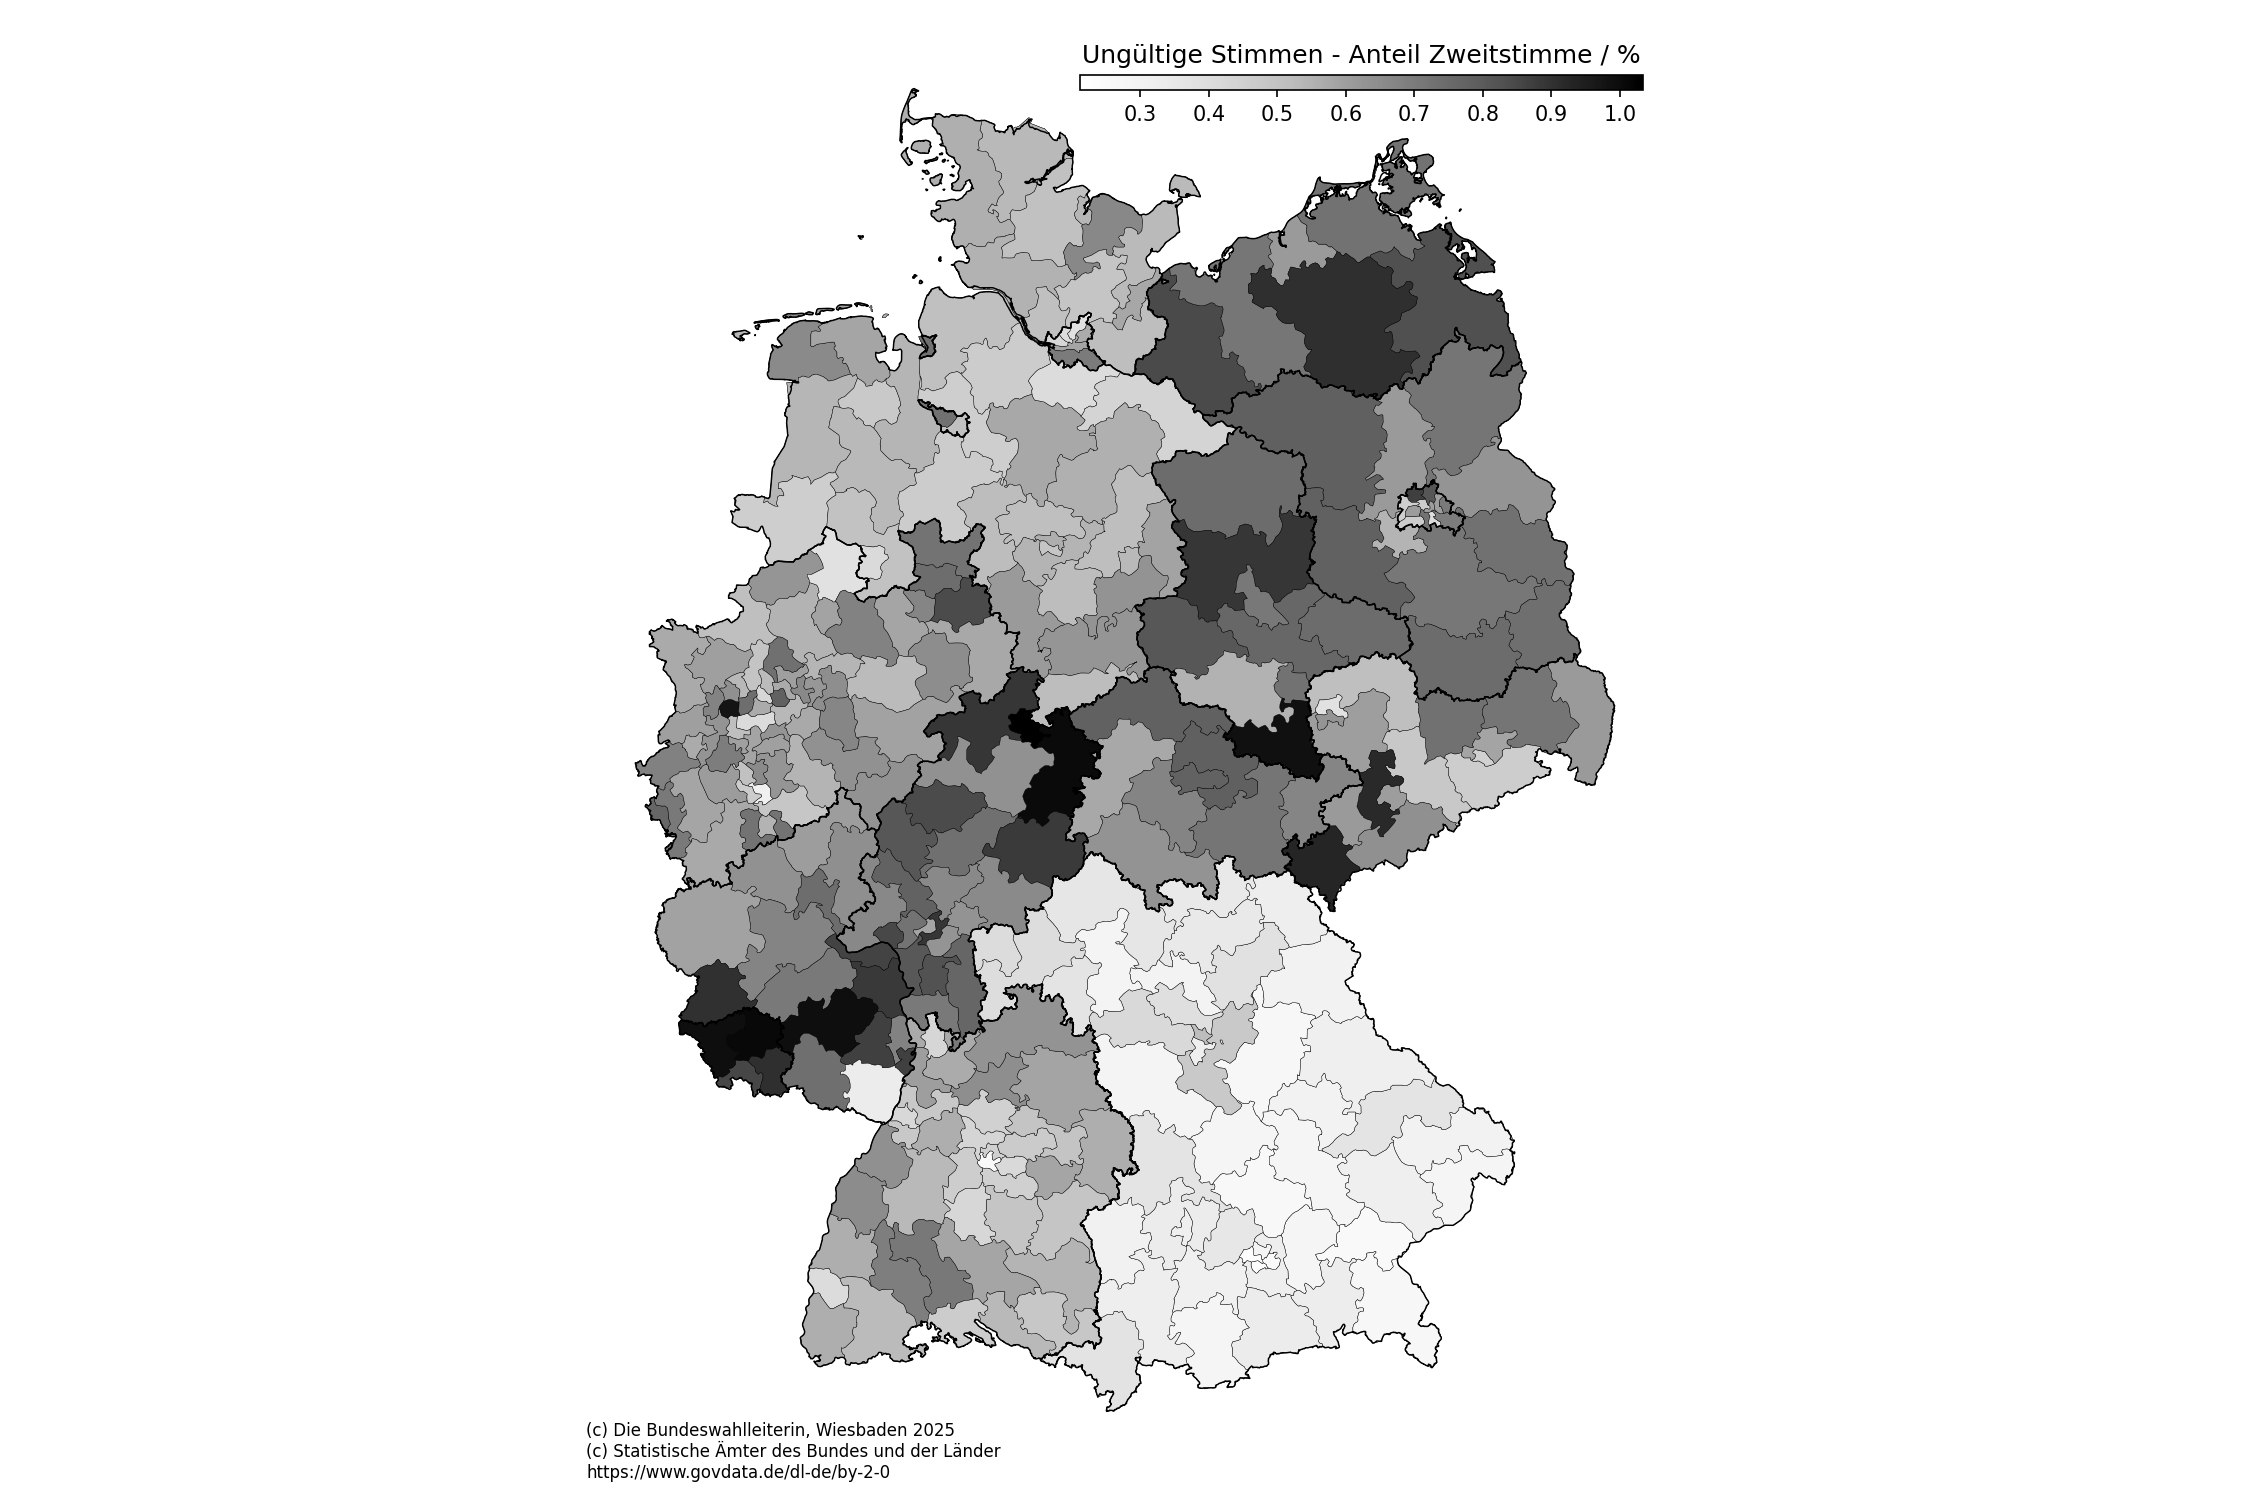 Ungültige Stimmen - Anteil Zweitstimme / %
0.3 0.4 0.5 0.6 0.7 0.8 0.9 1.0
(c) Die Bundeswahlleiterin, Wiesbaden 2025
(c) Statistische Ämter des Bundes und der Länder
https://www.govdata.de/dl-de/by-2-0